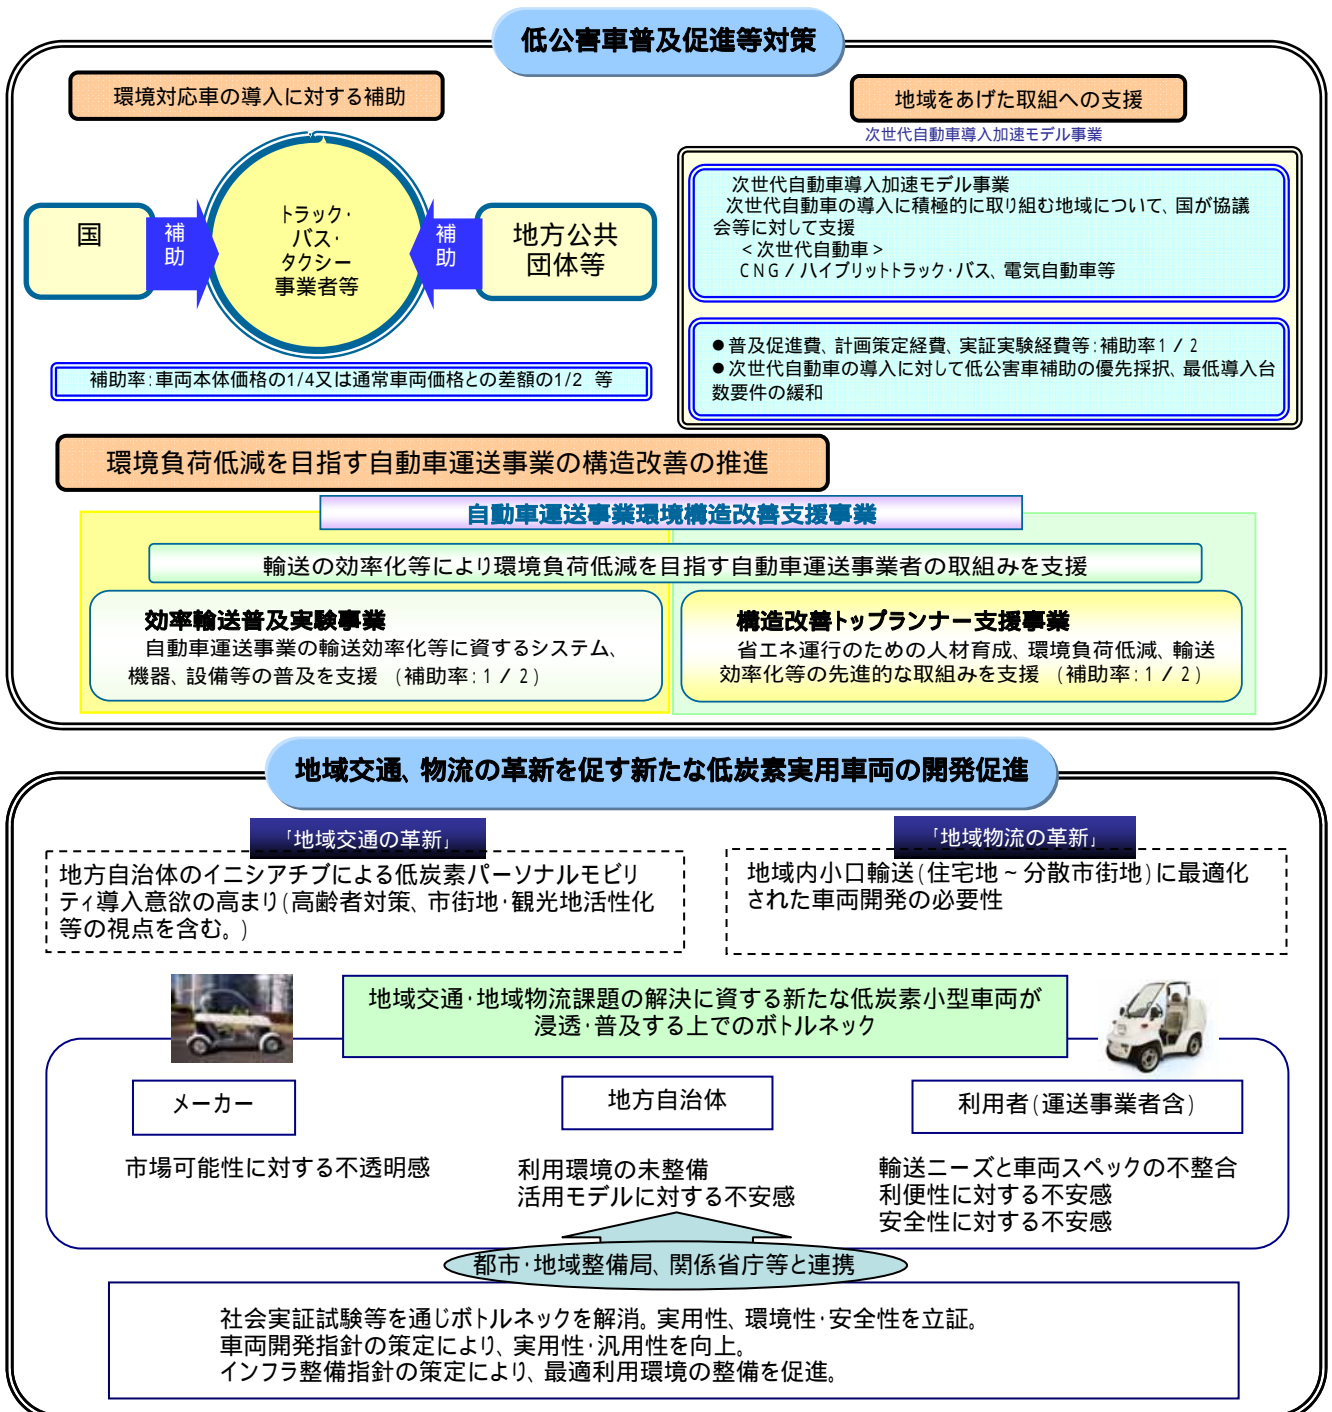 低公害車普及促進等対策
環境対応車の導入に対する補助
国
補
助
トラック・
バス・
タクシー
事業者等
補
助
地方公共
団体等
補助率:車両本体価格の1/4又は通常車両価格との差額の1/2 等
地域をあげた取組への支援
次世代自動車導入加速モデル事業
次世代自動車導入加速モデル事業
次世代自動車の導入に積極的に取り組む地域について、国が協議
会等に対して支援
<次世代自動車>
CNG/ハイブリットトラック・バス、電気自動車等
●普及促進費、計画策定経費、実証実験経費等:補助率1/2
●次世代自動車の導入に対して低公害車補助の優先採択、最低導入台
数要件の緩和
環境負荷低減を目指す自動車運送事業の構造改善の推進
自動車運送事業環境構造改善支援事業
輸送の効率化等により環境負荷低減を目指す自動車運送事業者の取組みを支援
効率輸送普及実験事業
自動車運送事業の輸送効率化等に資するシステム、
機器、設備等の普及を支援 (補助率:1/2)
構造改善トップランナー支援事業
省エネ運行のための人材育成、環境負荷低減、輸送
効率化等の先進的な取組みを支援 (補助率:1/2)
地域交通、物流の革新を促す新たな低炭素実用車両の開発促進
「地域交通の革新」
地方自治体のイニシアチブによる低炭素パーソナルモビリ
ティ導入意欲の高まり(高齢者対策、市街地・観光地活性化
等の視点を含む。)
「地域物流の革新」
地域内小口輸送(住宅地~分散市街地)に最適化
された車両開発の必要性
地域交通・地域物流課題の解決に資する新たな低炭素小型車両が
浸透・普及する上でのボトルネック
メーカー
市場可能性に対する不透明感
地方自治体
利用環境の未整備
活用モデルに対する不安感
利用者(運送事業者含)
輸送ニーズと車両スペックの不整合
利便性に対する不安感
安全性に対する不安感
都市・地域整備局、関係省庁等と連携
社会実証試験等を通じボトルネックを解消。実用性、環境性・安全性を立証。
車両開発指針の策定により、実用性・汎用性を向上。
インフラ整備指針の策定により、最適利用環境の整備を促進。